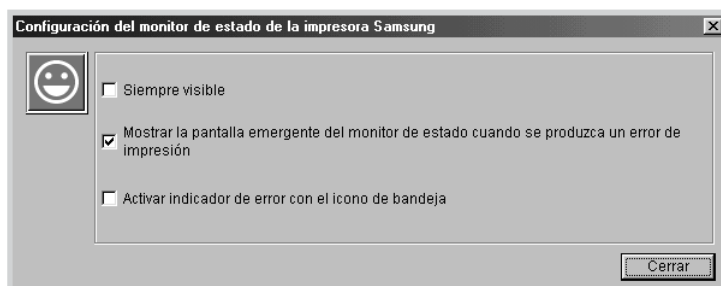 Configuración del monitor de estado de la impresora Samsung
Siempre visible
Mostrar la pantalla emergente del monitor de estado cuando se produzca un error de
impresión
Activar indicador de error con el icono de bandeja
Cerrar